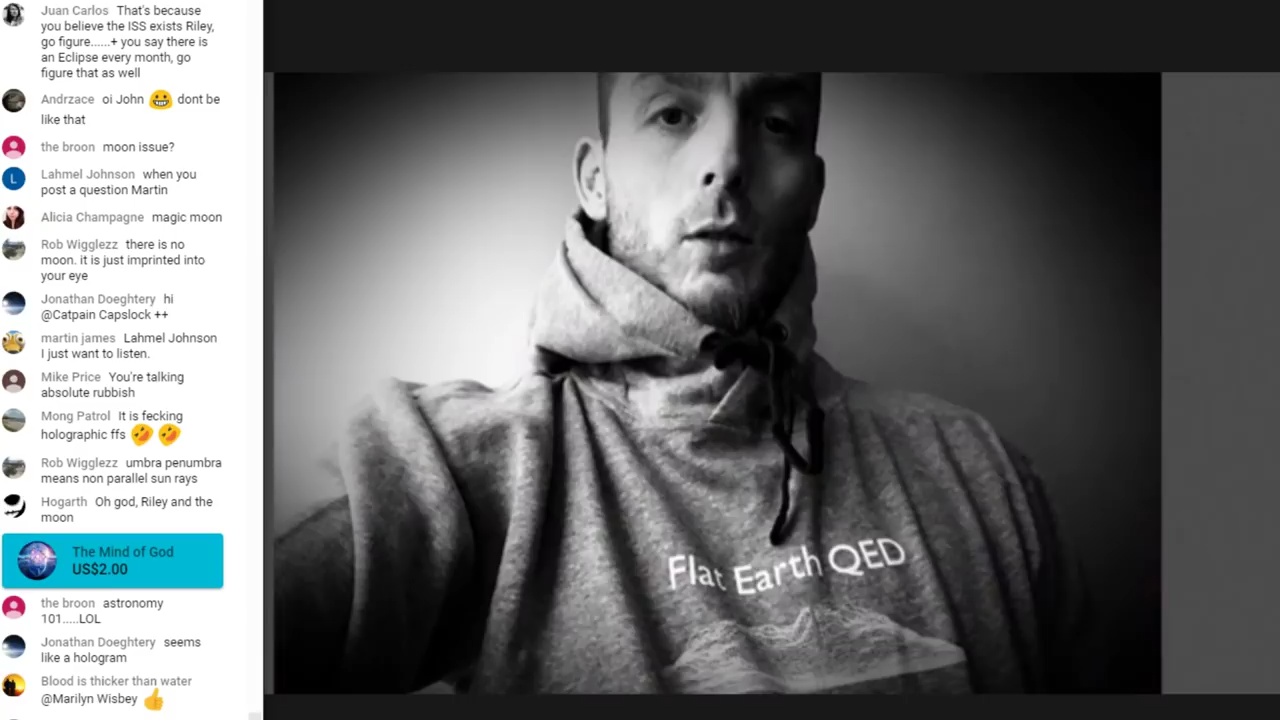 Juan Carlos That's because
you believe the ISS exists Riley,
go figure......+ you say there is
an Eclipse every month, go
figure that as well
Andrzace oi John 😬 dont be
like that
the broon moon issue?
L
Lahmel Johnson when you
post a question Martin
Alicia Champagne magic moon
Rob Wigglezz there is no
moon. it is just imprinted into
your eye
Jonathan Doeghtery hi
@Catpain Capslock ++
martin james Lahmel Johnson
I just want to listen.
Mike Price You're talking
absolute rubbish
Mong Patrol It is fecking
holographic ffs 🤣 🤣
Rob Wigglezz umbra penumbra
means non parallel sun rays
Hogarth Oh god, Riley and the
moon
The Mind of God
US$2.00
the broon astronomy
101.....LOL
Jonathan Doeghtery seems
like a hologram
Blood is thicker than water
@Marilyn Wisbey 👍
Flat Earth QED